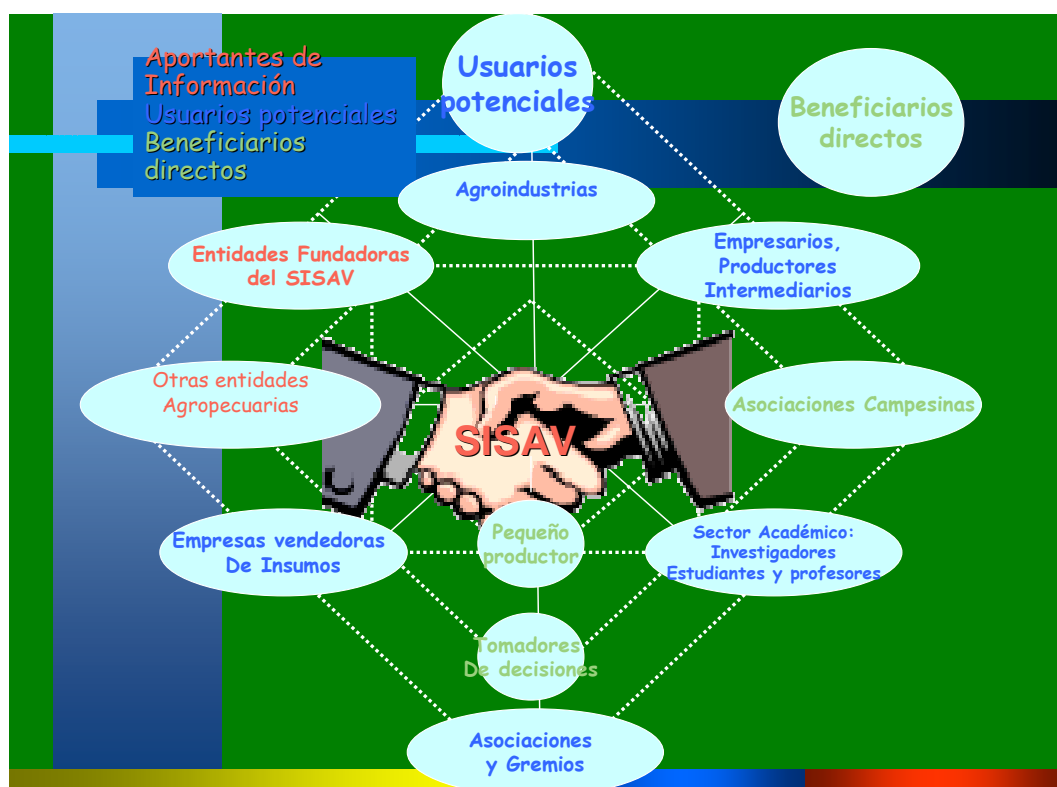 Aportantes de
Información
Usuarios potenciales
Beneficiarios
directos
Usuarios
potenciales
Beneficiarios
directos
Agroindustrias
Entidades Fundadoras
del SISAV
Empresarios,
Productores
Intermediarios
Otras entidades
Agropecuarias
Asociaciones Campesinas
SISAV
Empresas vendedoras
De Insumos
Pequeño
productor
Sector Académico:
Investigadores
Estudiantes y profesores
Tomadores
De decisiones
Asociaciones
y Gremios